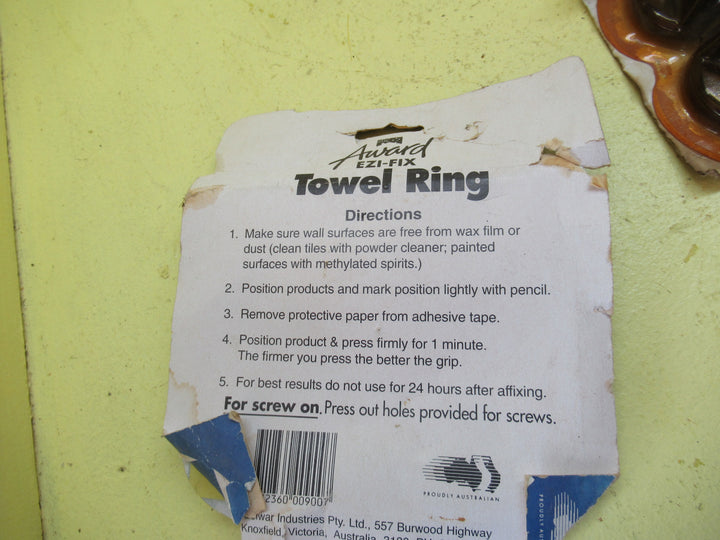 Award
EZI-FIX
Towel Ring
Directions
1. Make sure wall surfaces are free from wax film or
dust (clean tiles with powder cleaner; painted
surfaces with methylated spirits.)
2. Position products and mark position lightly with pencil.
3. Remove protective paper from adhesive tape.
4. Position product & press firmly for 1 minute.
The firmer you press the better the grip.
5. For best results do not use for 24 hours after affixing.
For screw on. Press out holes provided for screws.
2360 009007
PROUDLY AUSTRALIAN
Industries Pty. Ltd., 557 Burwood Highway
Knoxfield, Victoria, Australia
PROUDLY AU